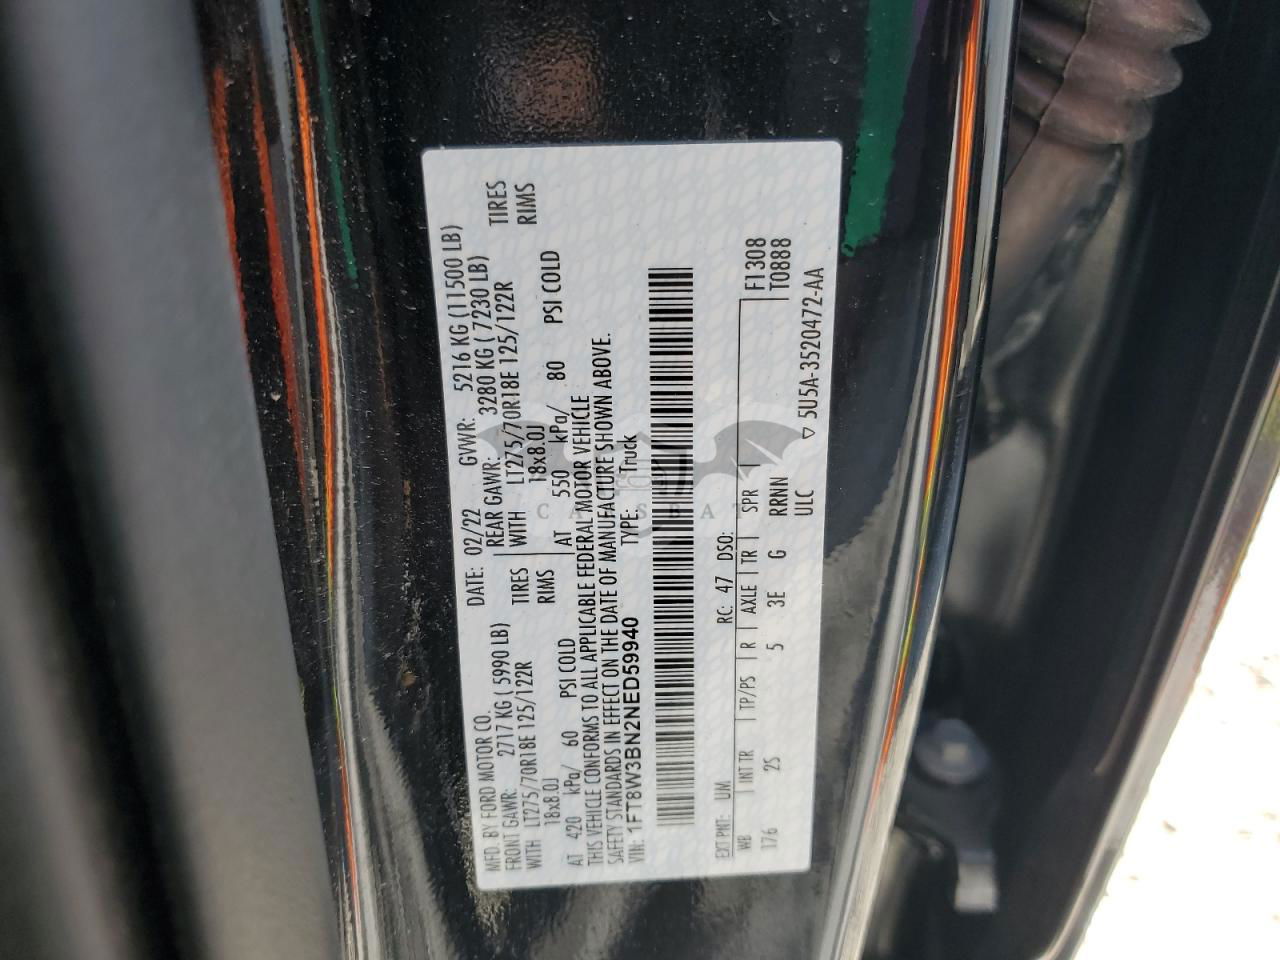 MFD. BY FORD MOTOR CO. DATE: 02/22 GVWR: 5216 KG (11500 LB)
FRONT GAWR: 2717 KG ( 5990 LB) REAR GAWR: 3280 KG ( 7230 LB)
WITH LT275/70R18E 125/122R TIRES WITH LT275/70R18E 125/122R TIRES
18x8.0J RIMS 18x8.0J RIMS
AT 420 kPa/ 60 PSI COLD AT 550 kPa/ 80 PSI COLD
THIS VEHICLE CONFORMS TO ALL APPLICABLE FEDERAL MOTOR VEHICLE
SAFETY STANDARDS IN EFFECT ON THE DATE OF MANUFACTURE SHOWN ABOVE.
VIN: 1FT8W3BN2NED59940 TYPE: Truck
EXT PNT: UM RC: 47 DSO: F1308
WB INT TR TP/PS R AXLE TR SPR T0888
176 2S 5 3E G RRNN
ULC
▽ 5U5A-3520472-AA
CARSBAT